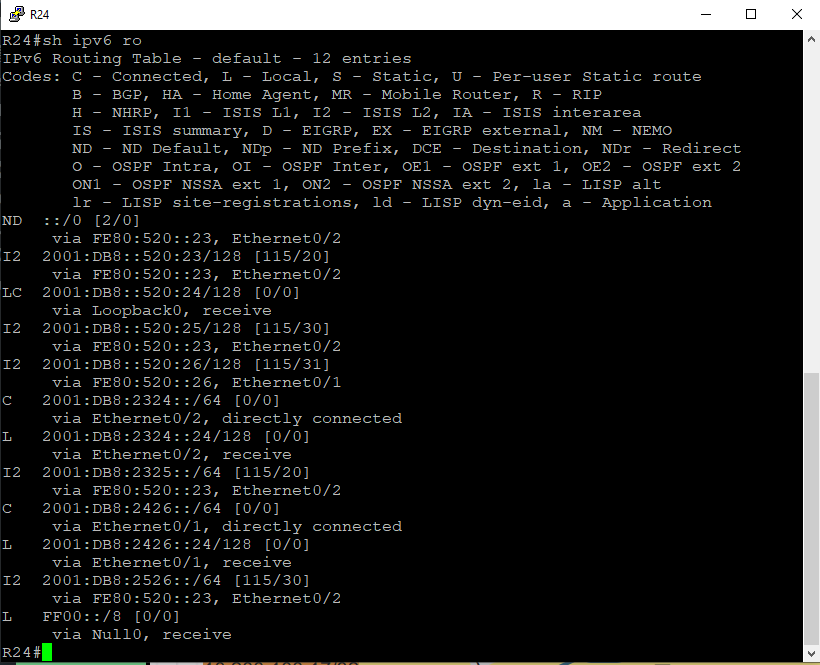 R24
R24#sh ipv6 ro
IPv6 Routing Table - default - 12 entries
Codes: C - Connected, L - Local, S - Static, U - Per-user Static route
       B - BGP, HA - Home Agent, MR - Mobile Router, R - RIP
       H - NHRP, I1 - ISIS L1, I2 - ISIS L2, IA - ISIS interarea
       IS - ISIS summary, D - EIGRP, EX - EIGRP external, NM - NEMO
       ND - ND Default, NDp - ND Prefix, DCE - Destination, NDr - Redirect
       O - OSPF Intra, OI - OSPF Inter, OE1 - OSPF ext 1, OE2 - OSPF ext 2
       ON1 - OSPF NSSA ext 1, ON2 - OSPF NSSA ext 2, la - LISP alt
       lr - LISP site-registrations, ld - LISP dyn-eid, a - Application
ND  ::/0 [2/0]
     via FE80:520::23, Ethernet0/2
I2  2001:DB8::520:23/128 [115/20]
     via FE80:520::23, Ethernet0/2
LC  2001:DB8::520:24/128 [0/0]
     via Loopback0, receive
I2  2001:DB8::520:25/128 [115/30]
     via FE80:520::23, Ethernet0/2
I2  2001:DB8::520:26/128 [115/31]
     via FE80:520::26, Ethernet0/1
C   2001:DB8:2324::/64 [0/0]
     via Ethernet0/2, directly connected
L   2001:DB8:2324::24/128 [0/0]
     via Ethernet0/2, receive
I2  2001:DB8:2325::/64 [115/20]
     via FE80:520::23, Ethernet0/2
C   2001:DB8:2426::/64 [0/0]
     via Ethernet0/1, directly connected
L   2001:DB8:2426::24/128 [0/0]
     via Ethernet0/1, receive
I2  2001:DB8:2526::/64 [115/30]
     via FE80:520::23, Ethernet0/2
L   FF00::/8 [0/0]
     via Null0, receive
R24#